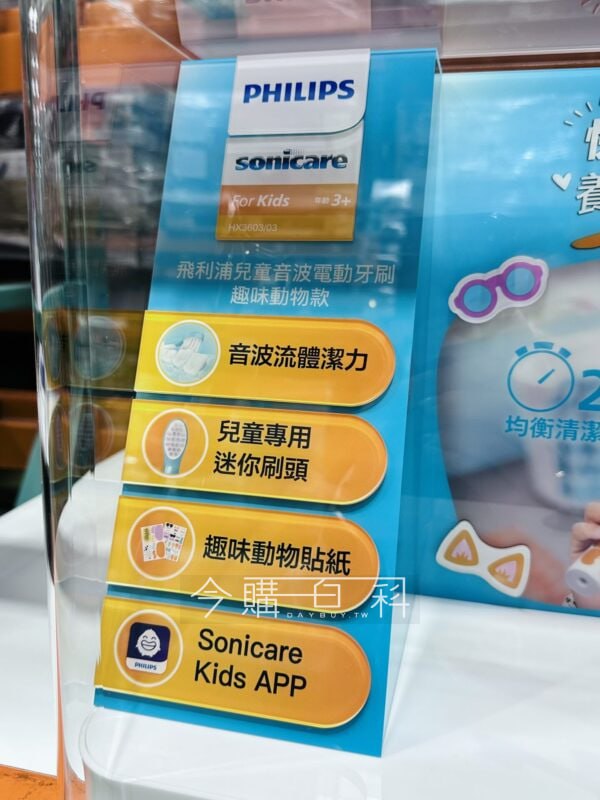 PHILIPS
sonicare
For Kids 年齡 3+
HX3603/03
飛利浦兒童音波電動牙刷
趣味動物款
音波流體潔力
兒童專用
迷你刷頭
趣味動物貼紙
今購百科
DAYBUY.TW
PHILIPS
Sonicare
Kids APP
養
2
均衡清潔